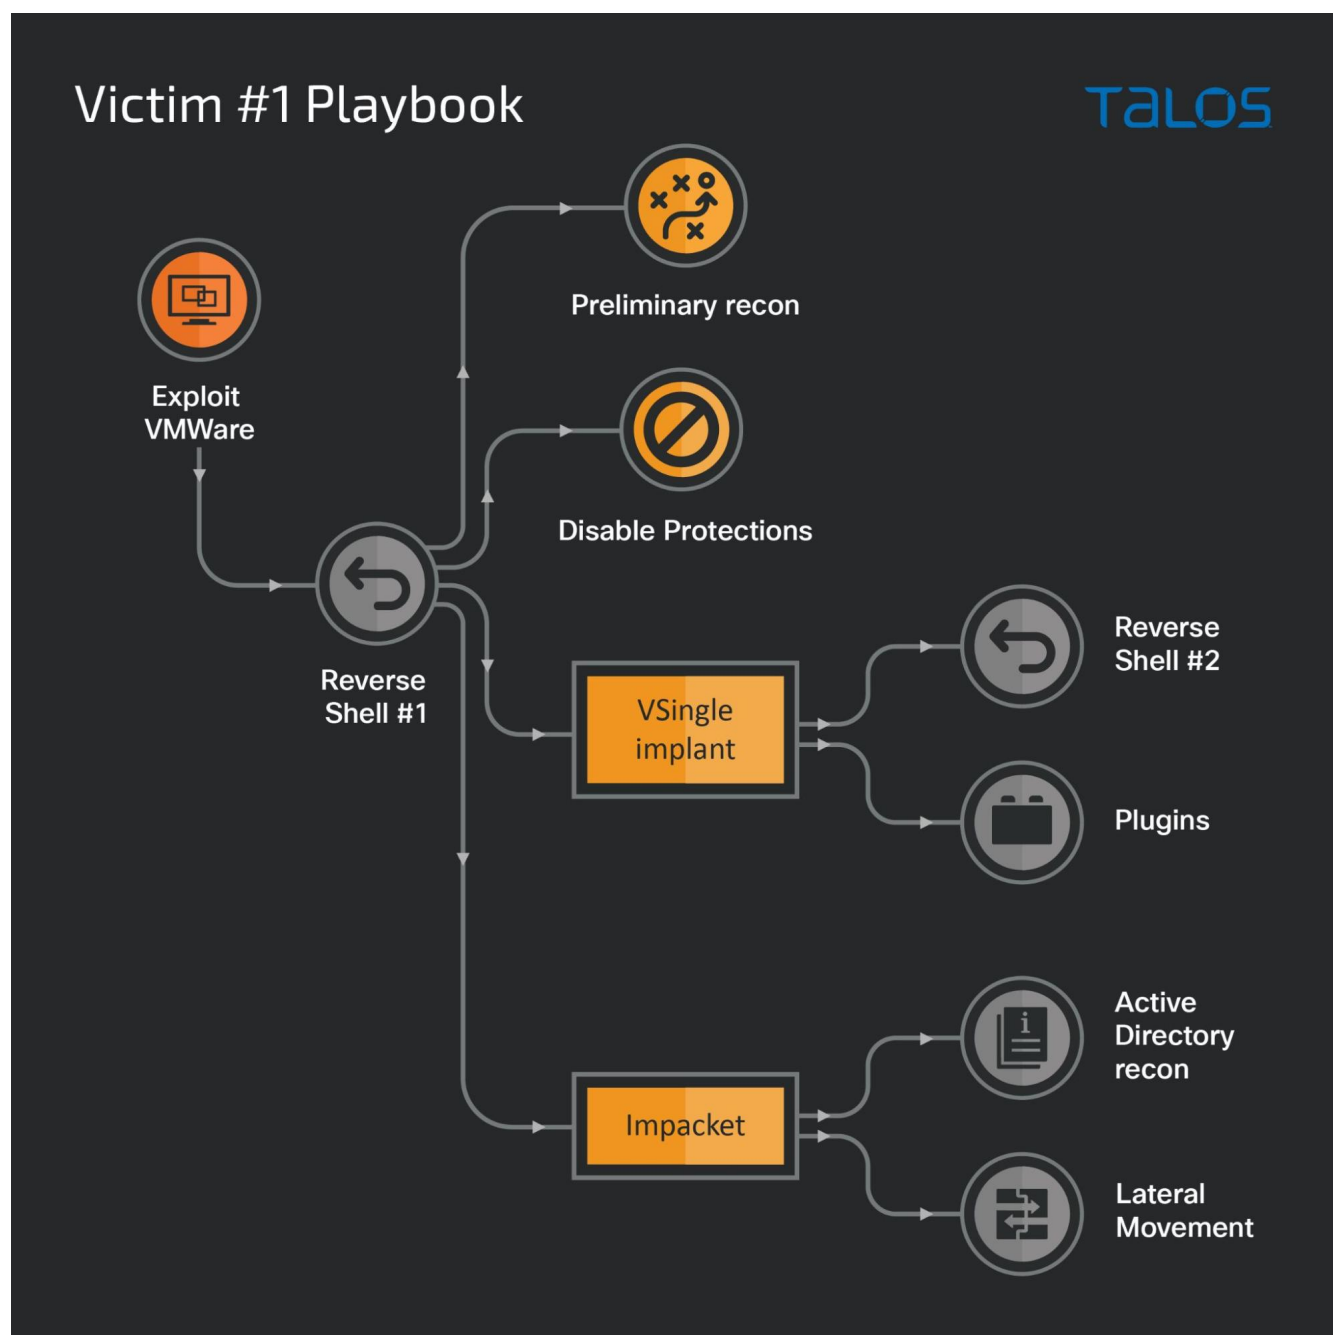 Victim #1 Playbook
TALOS
Preliminary recon
Exploit
VMWare
Disable Protections
Reverse
Shell #1
VSingle
implant
Reverse
Shell #2
Plugins
Active
Directory
recon
Impacket
Lateral
Movement